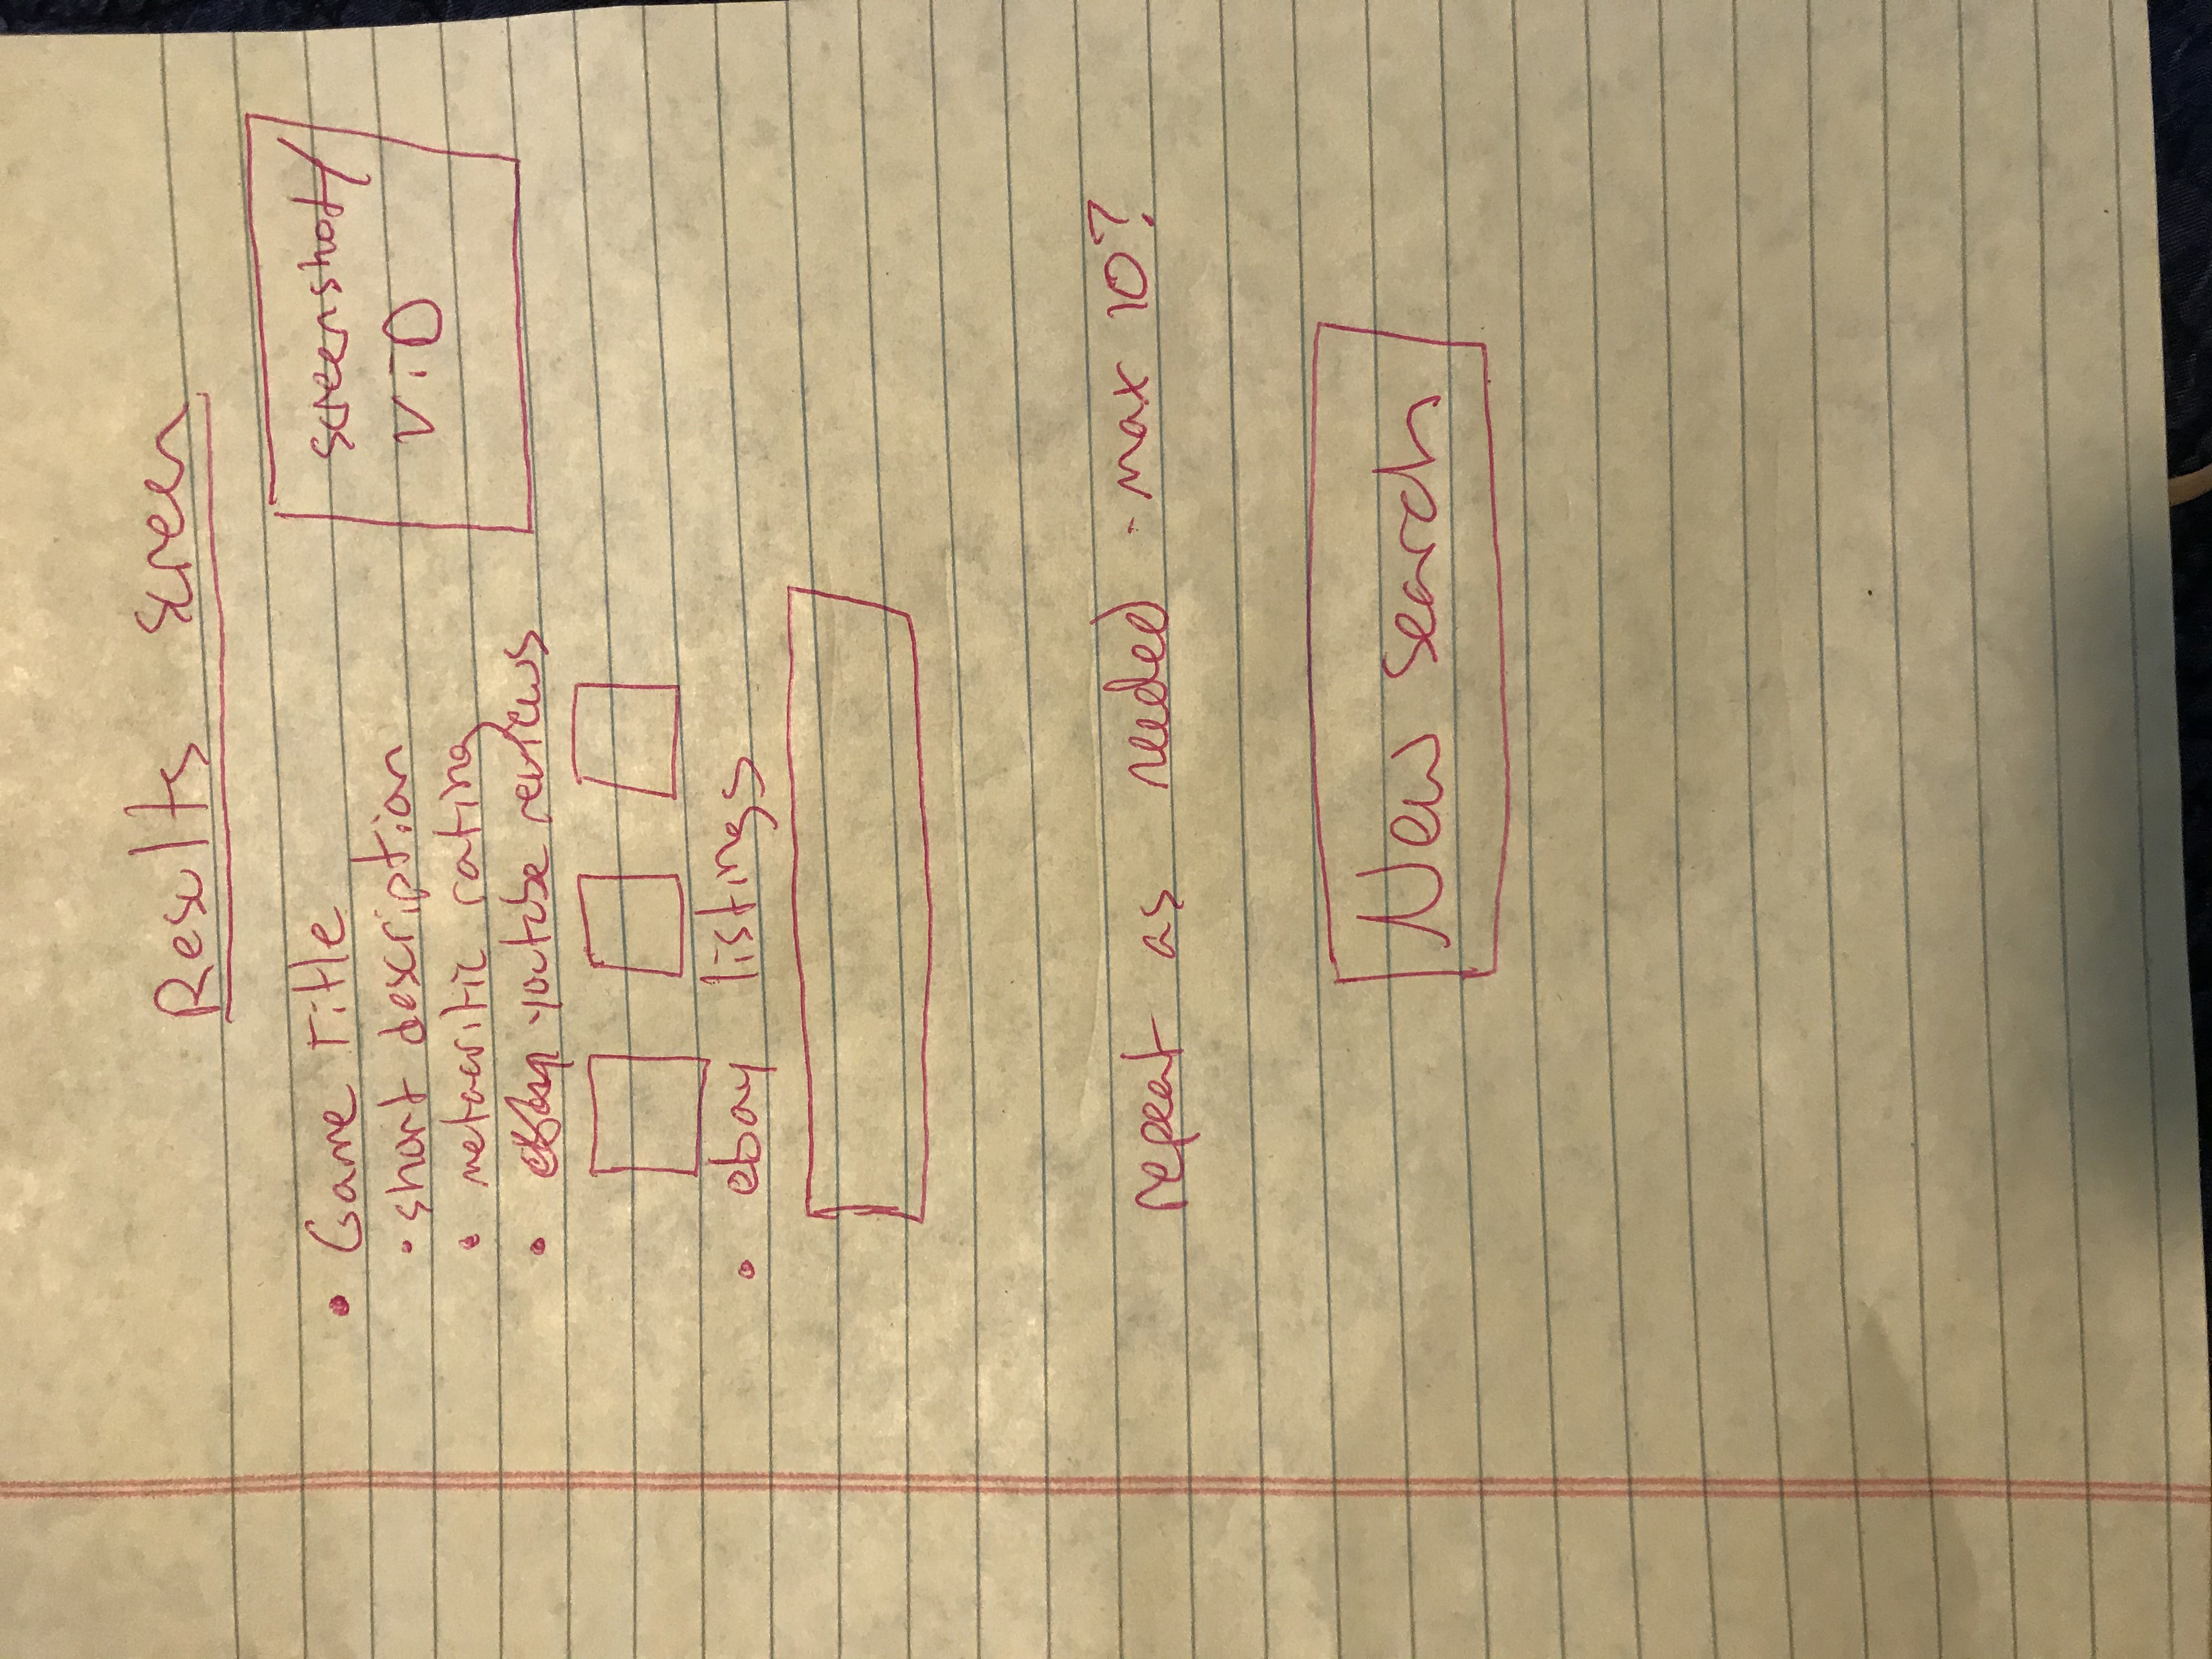 Results screen
• Game Title
screenshot/
ViD
• short description
• metacritic rating
• youtube reviews
• ebay listings
repeat as needed - max 10?
New search